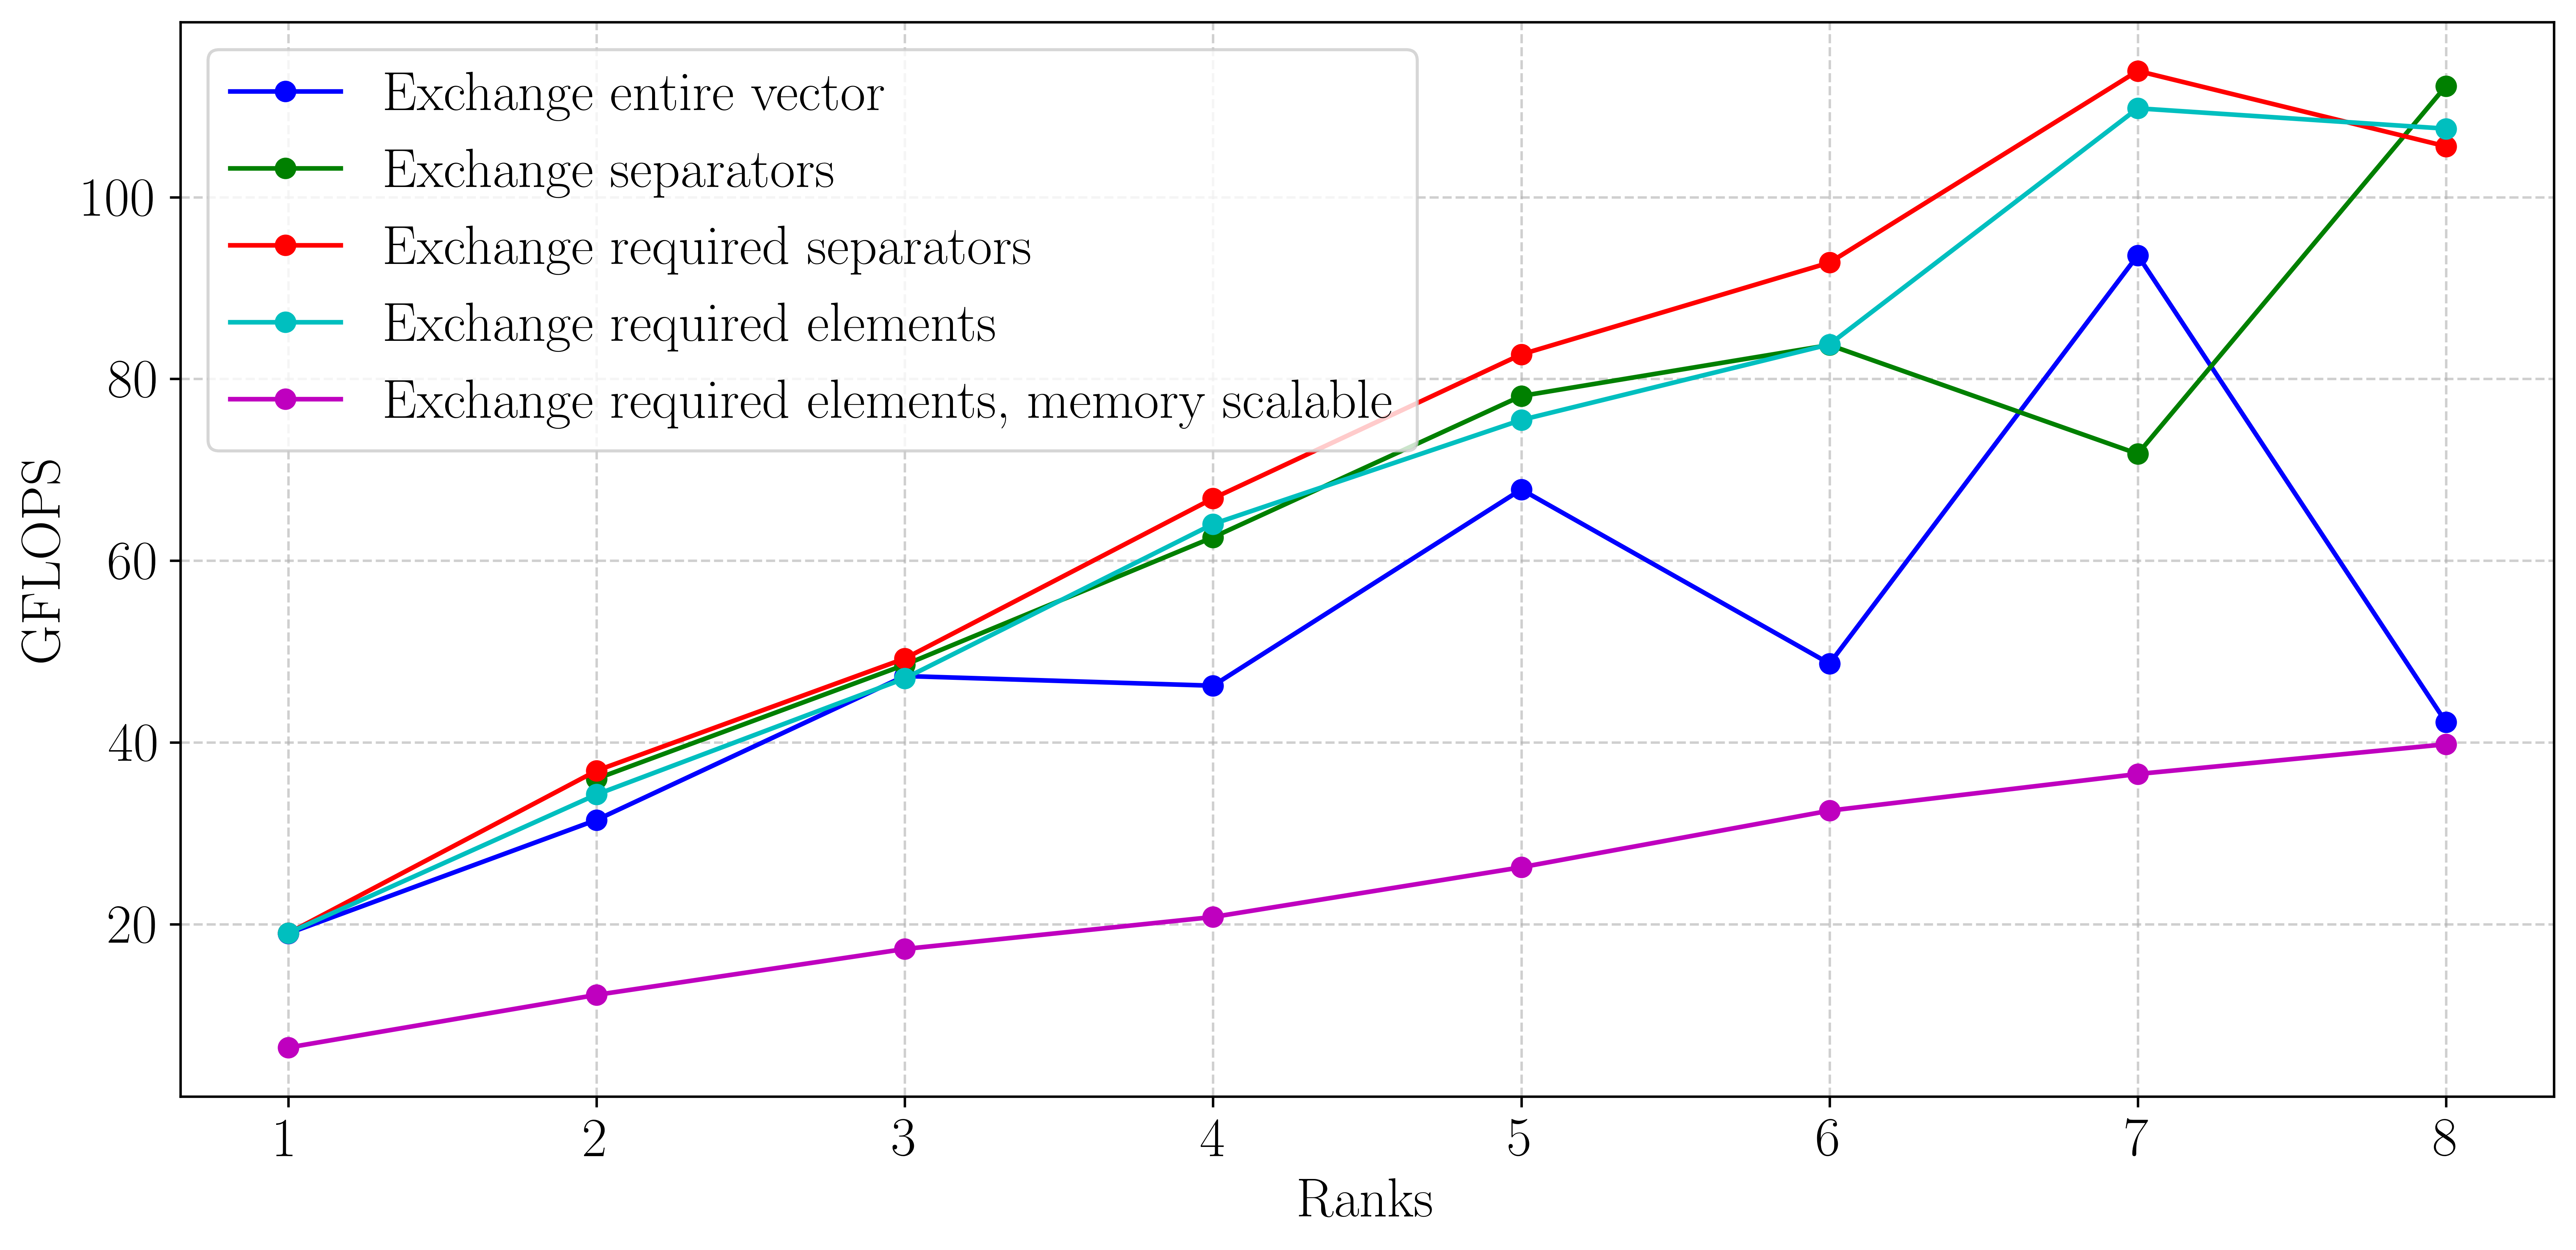 Exchange entire vector
Exchange separators
Exchange required separators
Exchange required elements
Exchange required elements, memory scalable
100
80
60
40
20
GFLOPS
1 2 3 4 5 6 7 8
Ranks